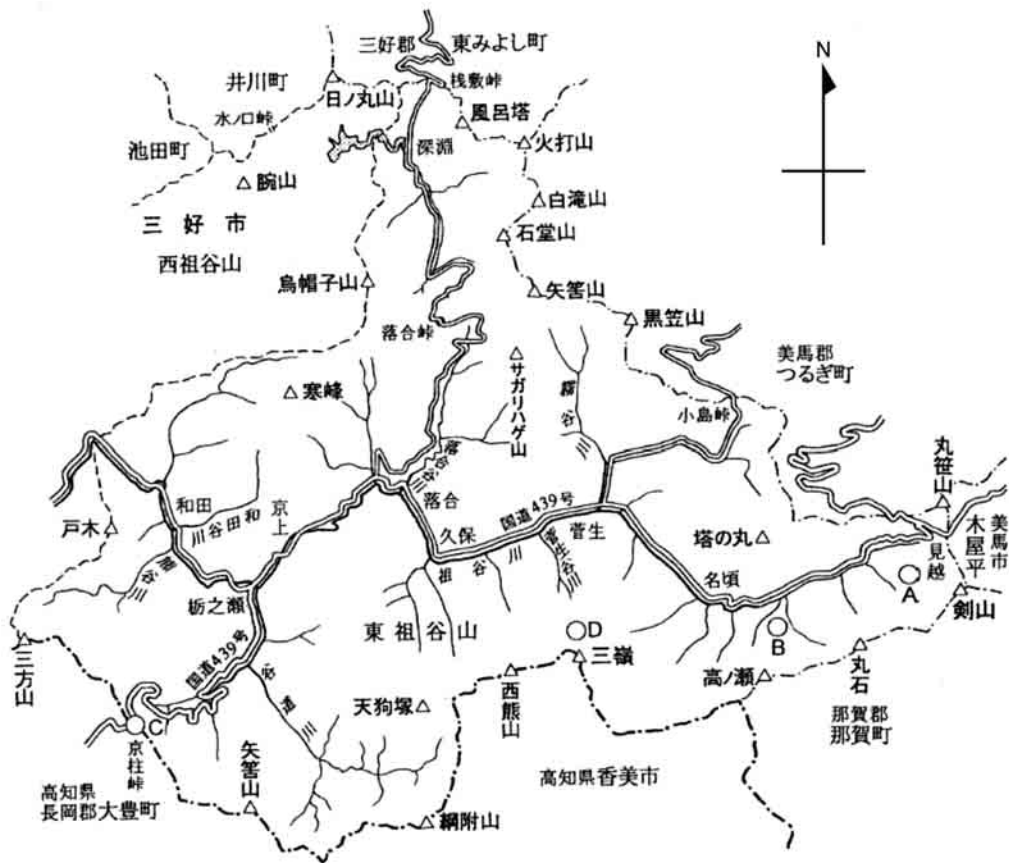 三好郡
東みよし町
N
井川町
桟敷峠
日ノ丸山
風呂塔
水ノ口峠
深淵
火打山
池田町
腕山
白滝山
三好市
石堂山
西祖谷山
烏帽子山
矢筈山
黒笠山
落合峠
美馬郡
つるぎ町
サガリハゲ山
寒峰
小島峠
丸笹山
落合
和田
京上
国道439号
美馬市
木屋平
戸木
久保
菅生
塔の丸
見越
川谷田和
菅生谷川
祖谷川
名頃
A
剣山
栃之瀬
東祖谷山
D
B
三嶺
国道439号
三方山
丸石
高ノ瀬
西熊山
天狗塚
那賀郡
那賀町
C
京柱峠
矢筈山
高知県香美市
高知県
長岡郡大豊町
綱附山